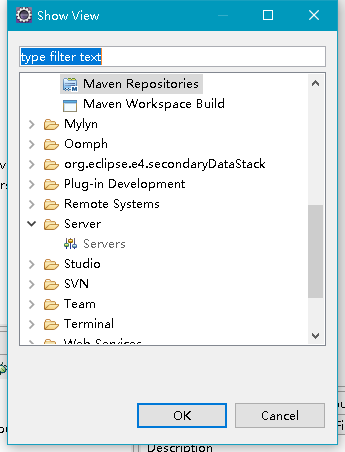 Show View
type filter text
Maven Repositories
Maven Workspace Build
Mylyn
Oomph
org.eclipse.e4.secondaryDataStack
Plug-in Development
Remote Systems
Server
Servers
Studio
SVN
Team
Terminal
Web Services
OK
Cancel
Description